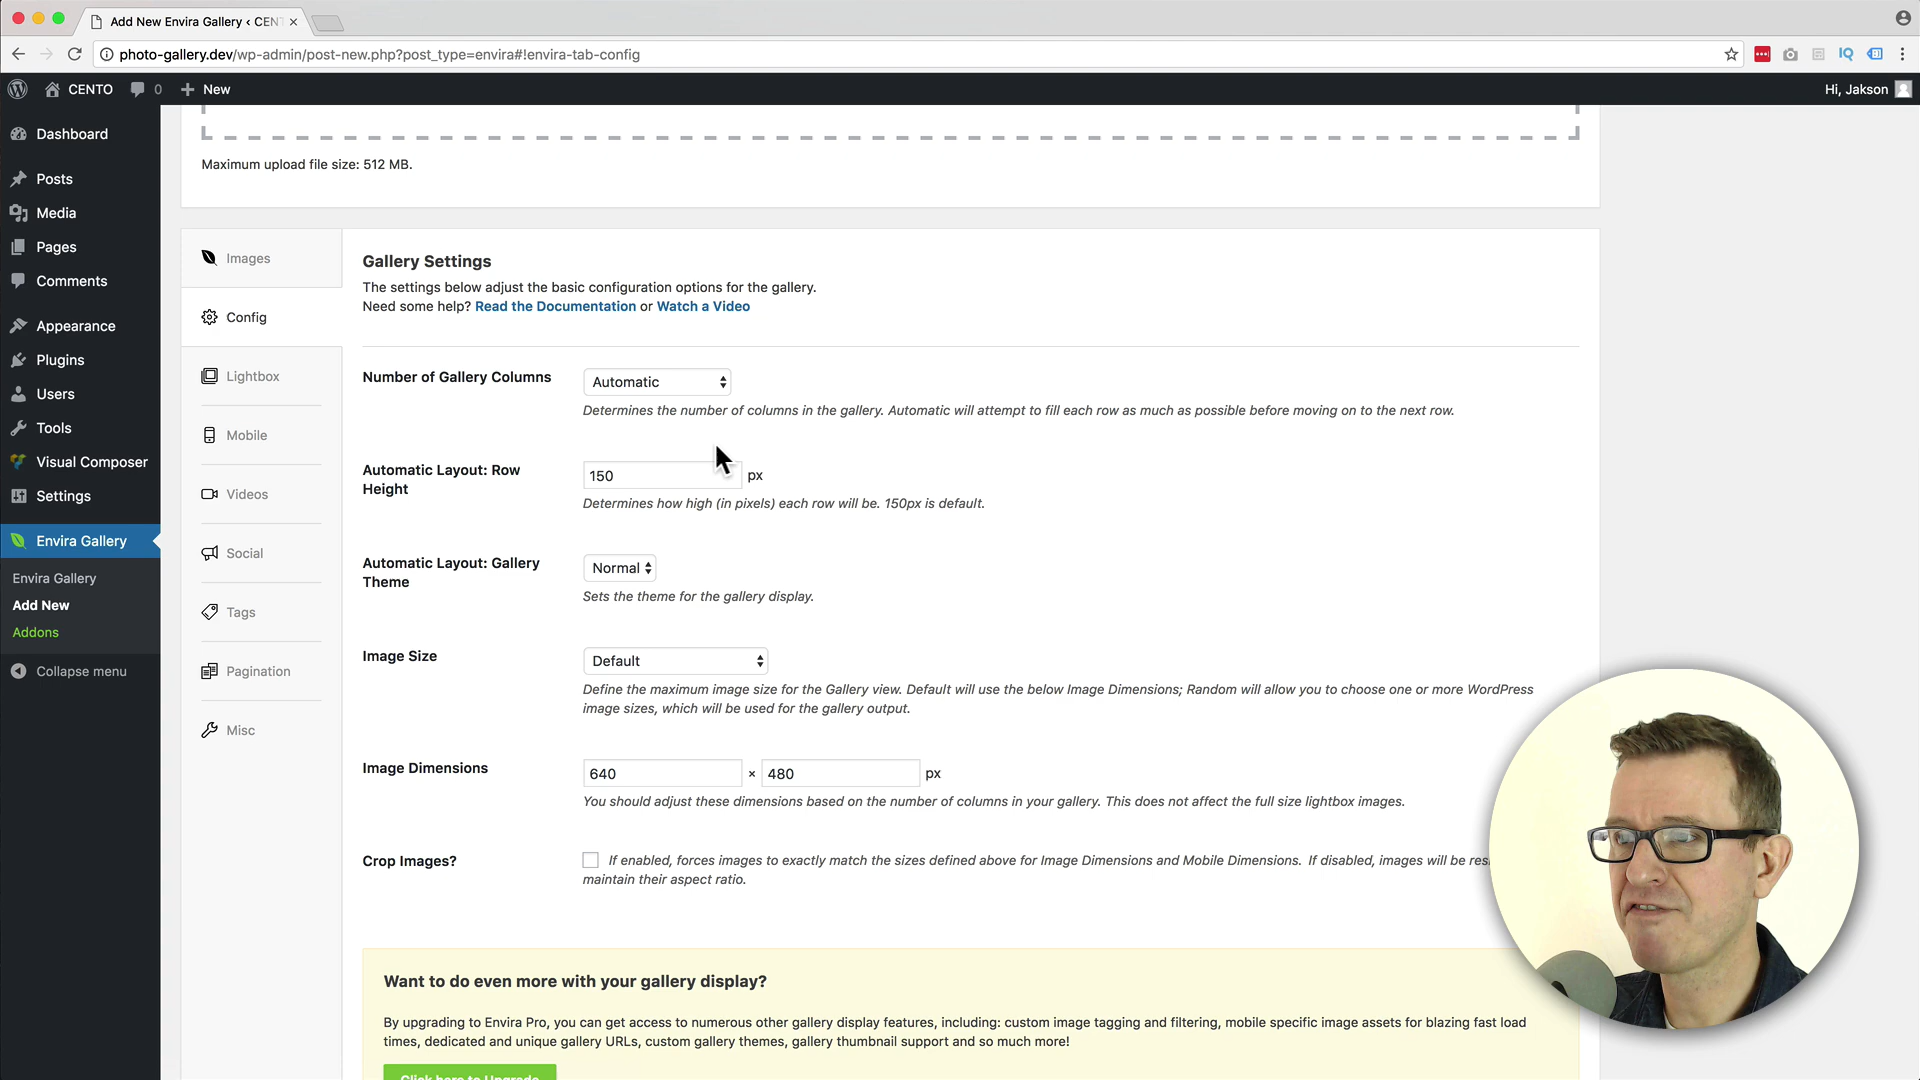 Add New Envira Gallery ‹ CENT
photo-gallery.dev/wp-admin/post-new.php?post_type=envira#!envira-tab-config
IQ
CENTO
0
New
Hi, Jakson
Dashboard
Posts
Media
Pages
Comments
Appearance
Plugins
Users
Tools
Visual Composer
Settings
Envira Gallery
Envira Gallery
Add New
Addons
Collapse menu
Maximum upload file size: 512 MB.
Images
Config
Lightbox
Mobile
Videos
Social
Tags
Pagination
Misc
Gallery Settings
The settings below adjust the basic configuration options for the gallery.
Need some help? Read the Documentation or Watch a Video
Number of Gallery Columns
Automatic
Determines the number of columns in the gallery. Automatic will attempt to fill each row as much as possible before moving on to the next row.
Automatic Layout: Row
Height
150 px
Determines how high (in pixels) each row will be. 150px is default.
Automatic Layout: Gallery
Theme
Normal
Sets the theme for the gallery display.
Image Size
Default
Define the maximum image size for the Gallery view. Default will use the below Image Dimensions; Random will allow you to choose one or more WordPress
image sizes, which will be used for the gallery output.
Image Dimensions
640 × 480 px
You should adjust these dimensions based on the number of columns in your gallery. This does not affect the full size lightbox images.
Crop Images?
If enabled, forces images to exactly match the sizes defined above for Image Dimensions and Mobile Dimensions. If disabled, images will be
maintain their aspect ratio.
Want to do even more with your gallery display?
By upgrading to Envira Pro, you can get access to numerous other gallery display features, including: custom image tagging and filtering, mobile specific image assets for blazing fast load
times, dedicated and unique gallery URLs, custom gallery themes, gallery thumbnail support and so much more!
Click here to Upgrade